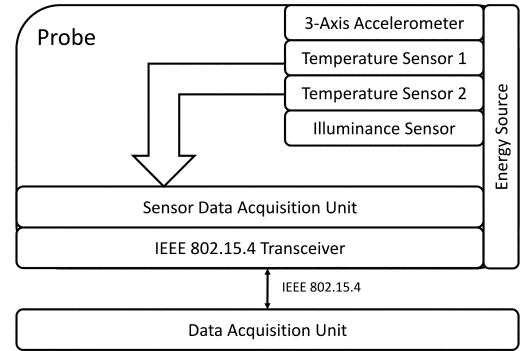 Probe
3-Axis Accelerometer
Temperature Sensor 1
Temperature Sensor 2
Illuminance Sensor
Energy Source
Sensor Data Acquisition Unit
IEEE 802.15.4 Transceiver
IEEE 802.15.4
Data Acquisition Unit